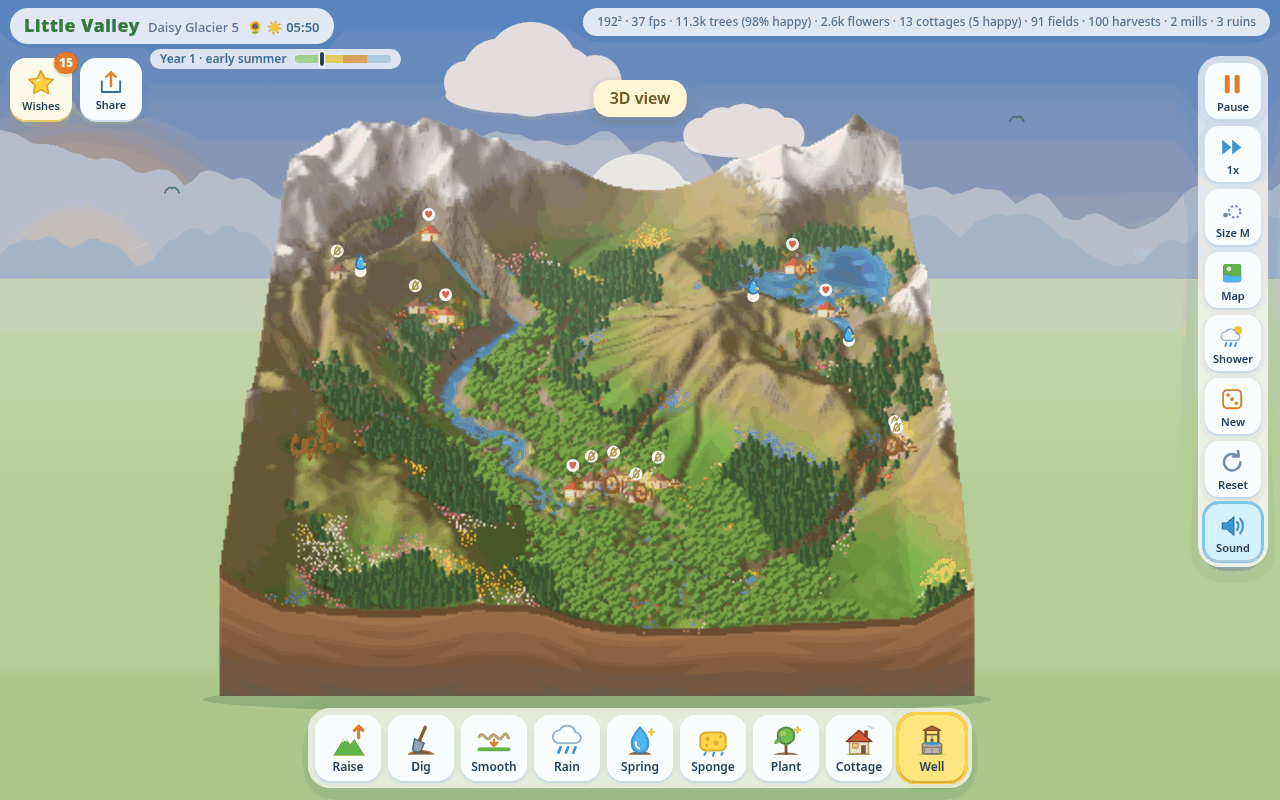 Little Valley Daisy Glacier 5 05:50
192² · 37 fps · 11.3k trees (98% happy) · 2.6k flowers · 13 cottages (5 happy) · 91 fields · 100 harvests · 2 mills · 3 ruins
Year 1 · early summer
15
Wishes
Share
3D view
Pause
1x
Size M
Map
Shower
New
Reset
Sound
Raise
Dig
Smooth
Rain
Spring
Sponge
Plant
Cottage
Well